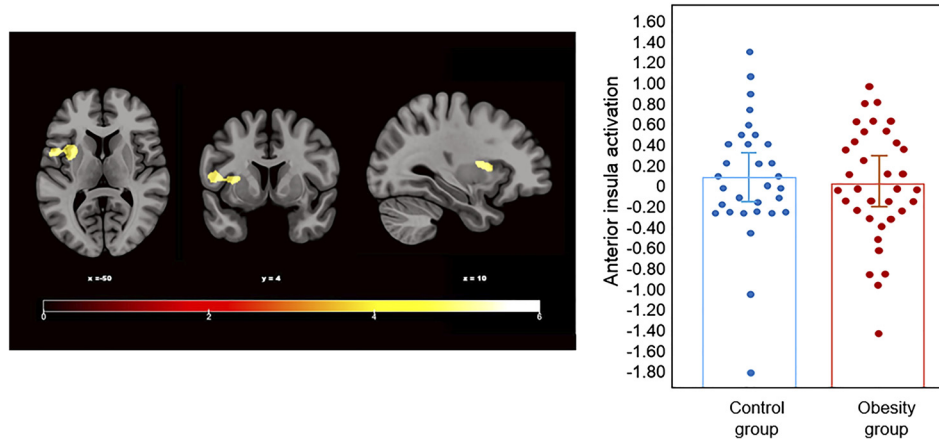 x =-50
y = 4
z = 10
0
2
4
6
Anterior insula activation
1.60
1.40
1.20
1.00
0.80
0.60
0.40
0.20
0
-0.20
-0.40
-0.60
-0.80
-1.00
-1.20
-1.40
-1.60
-1.80
Control
group
Obesity
group